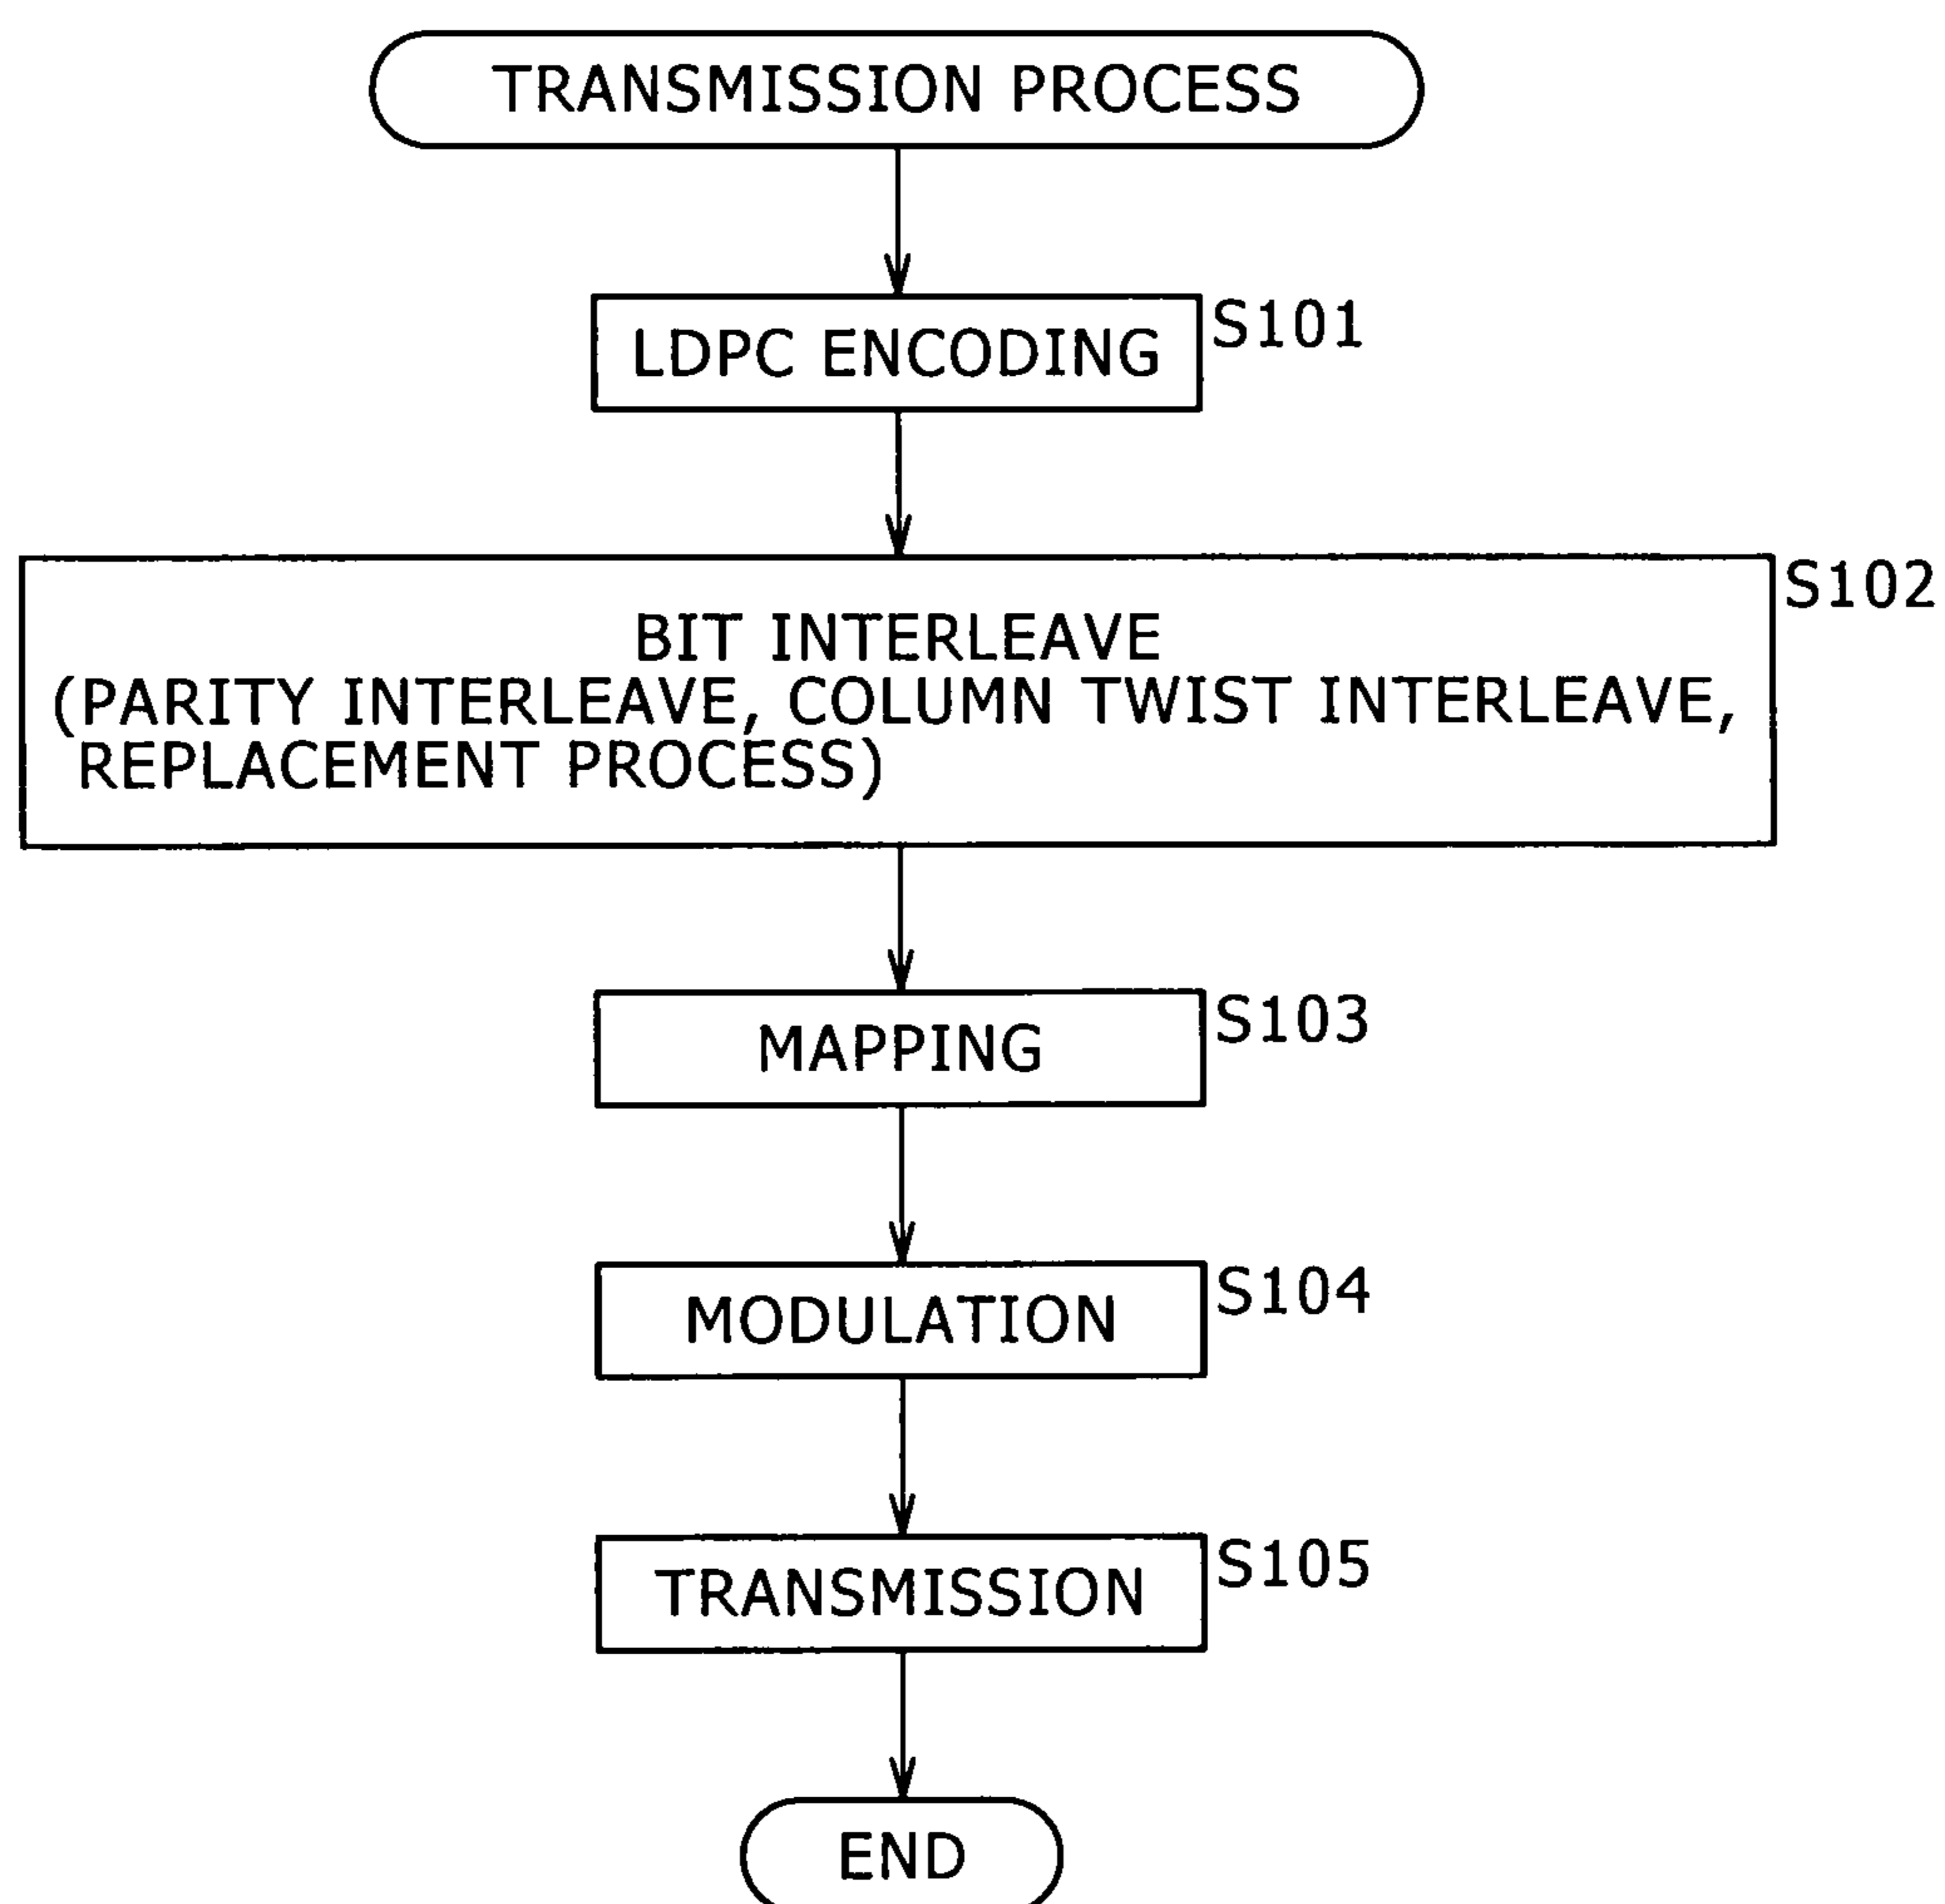 TRANSMISSION PROCESS
LDPC ENCODING
S101
BIT INTERLEAVE
(PARITY INTERLEAVE, COLUMN TWIST INTERLEAVE,
REPLACEMENT PROCESS)
S102
MAPPING
S103
MODULATION
S104
TRANSMISSION
S105
END